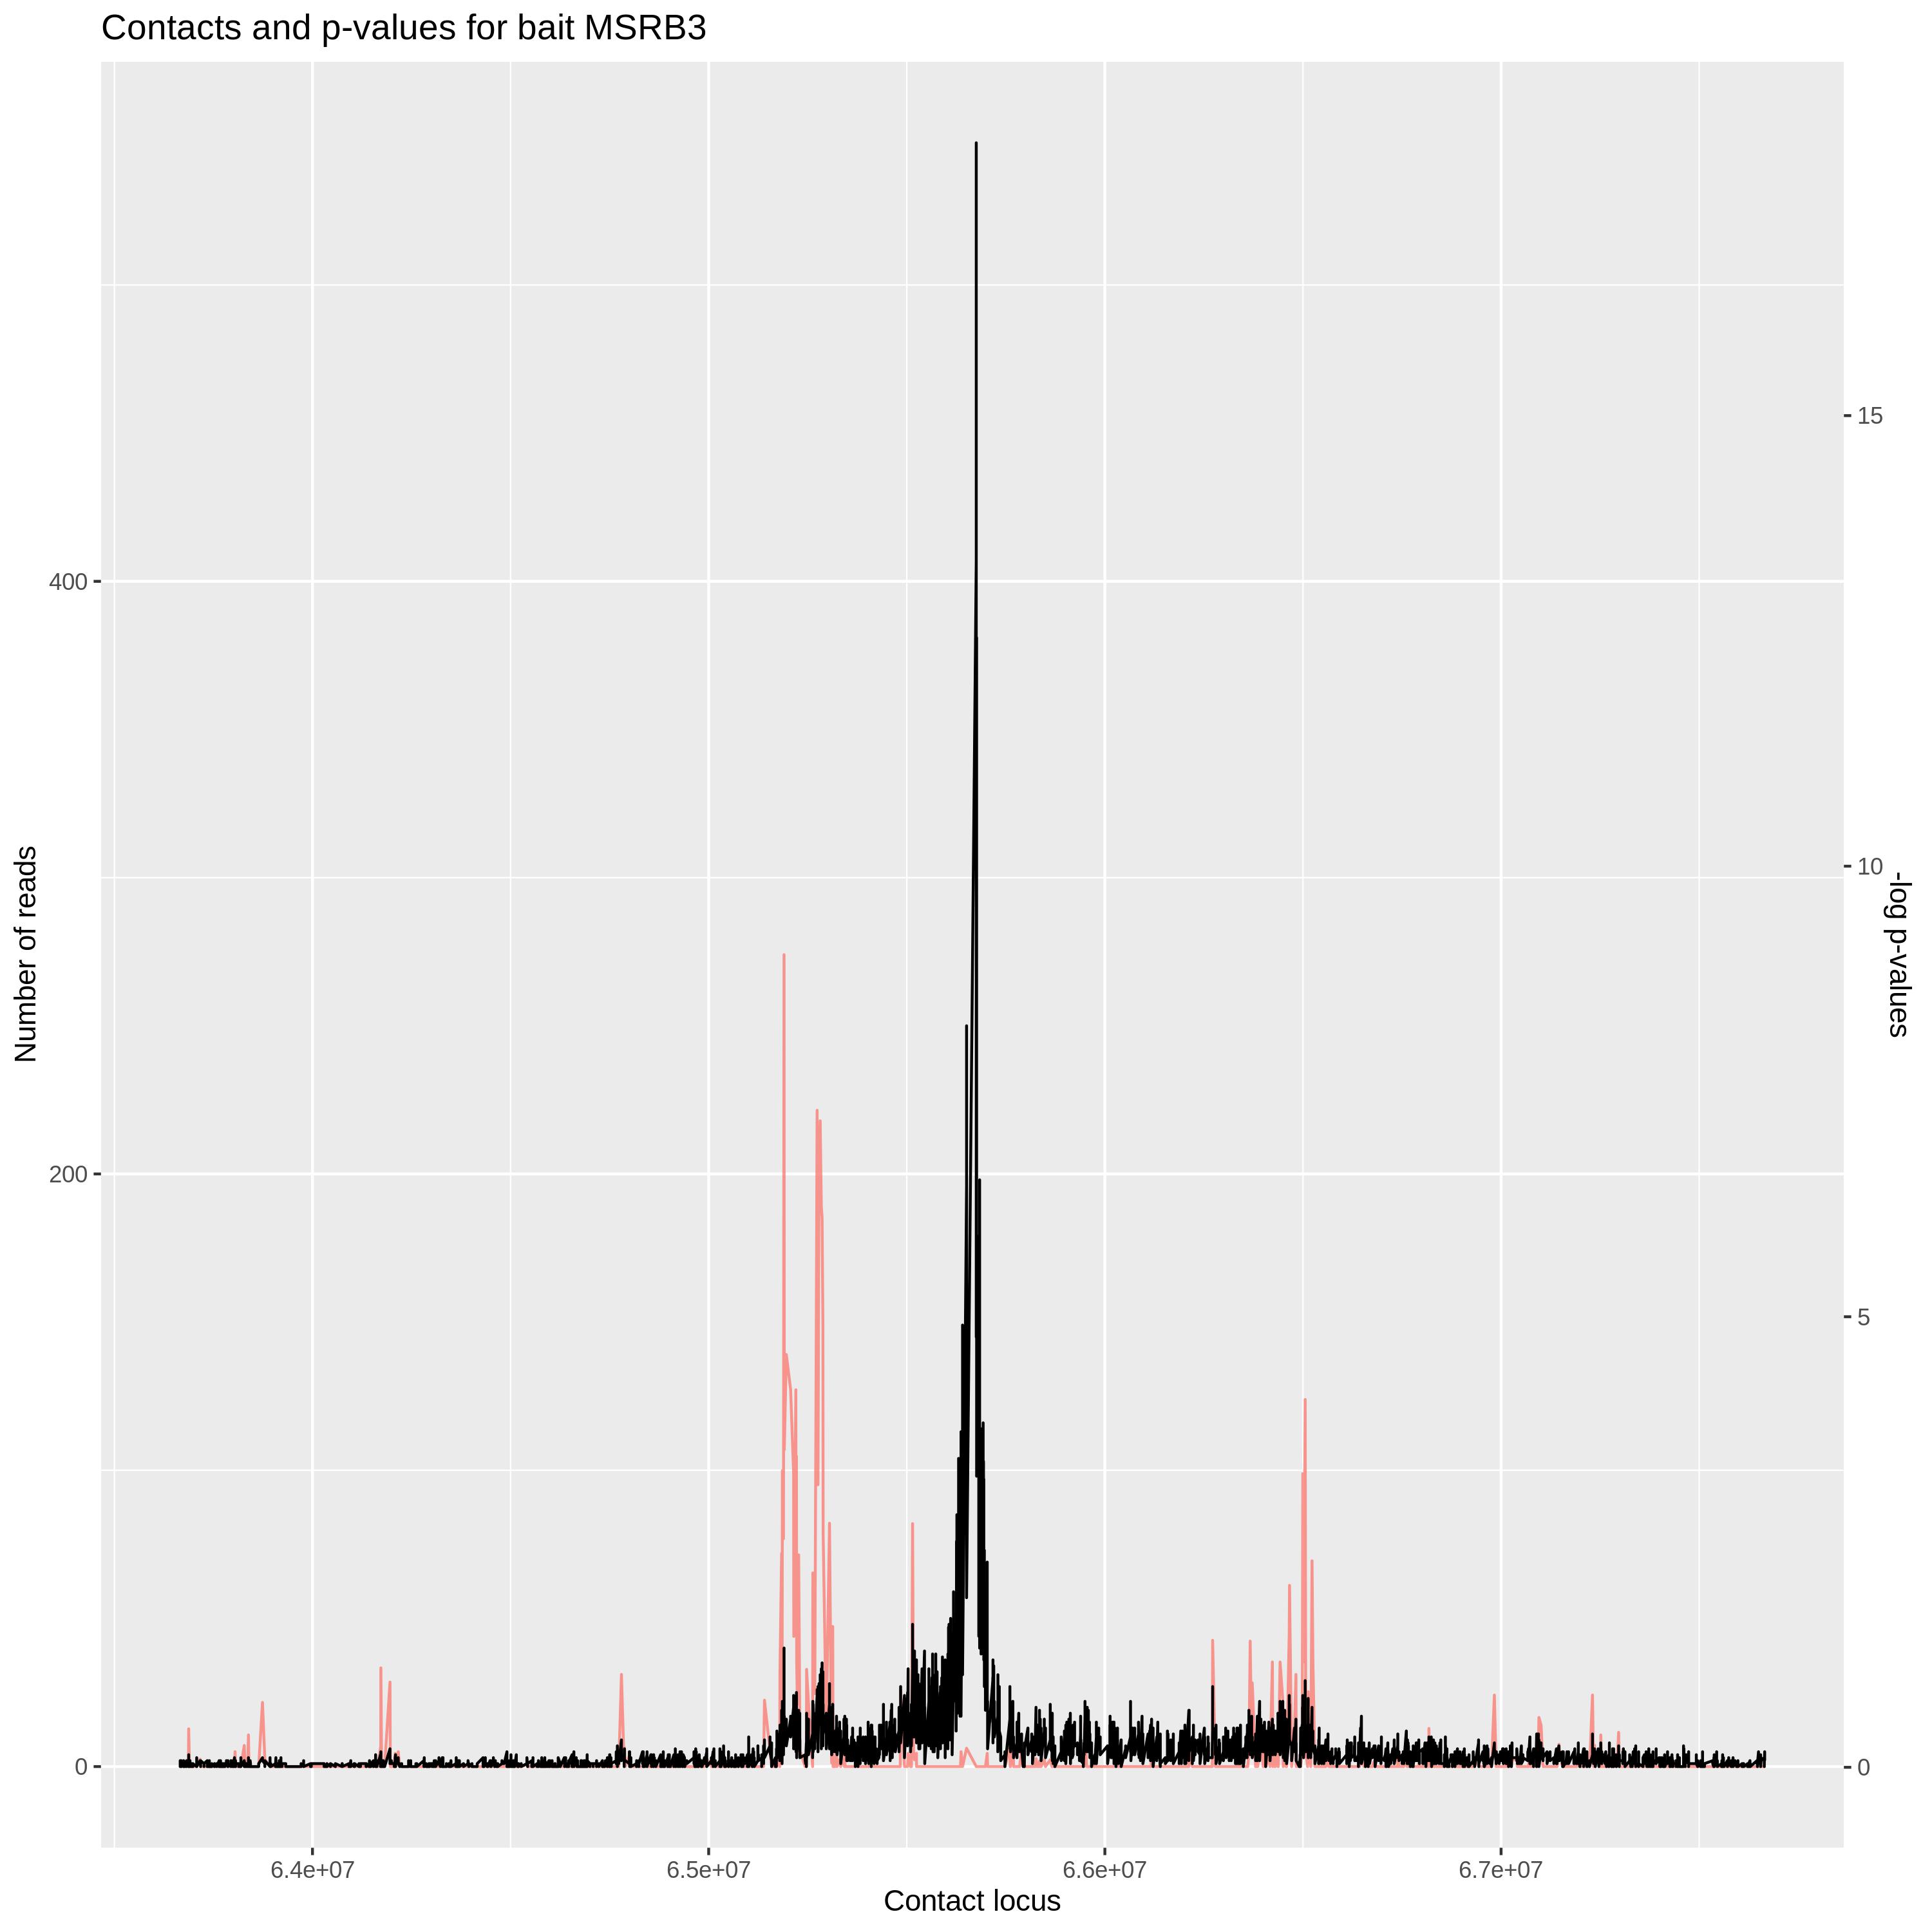 Contacts and p-values for bait MSRB3
Number of reads
400
200
0
15
10
5
0
-log p-values
6.4e+07 6.5e+07 6.6e+07 6.7e+07
Contact locus